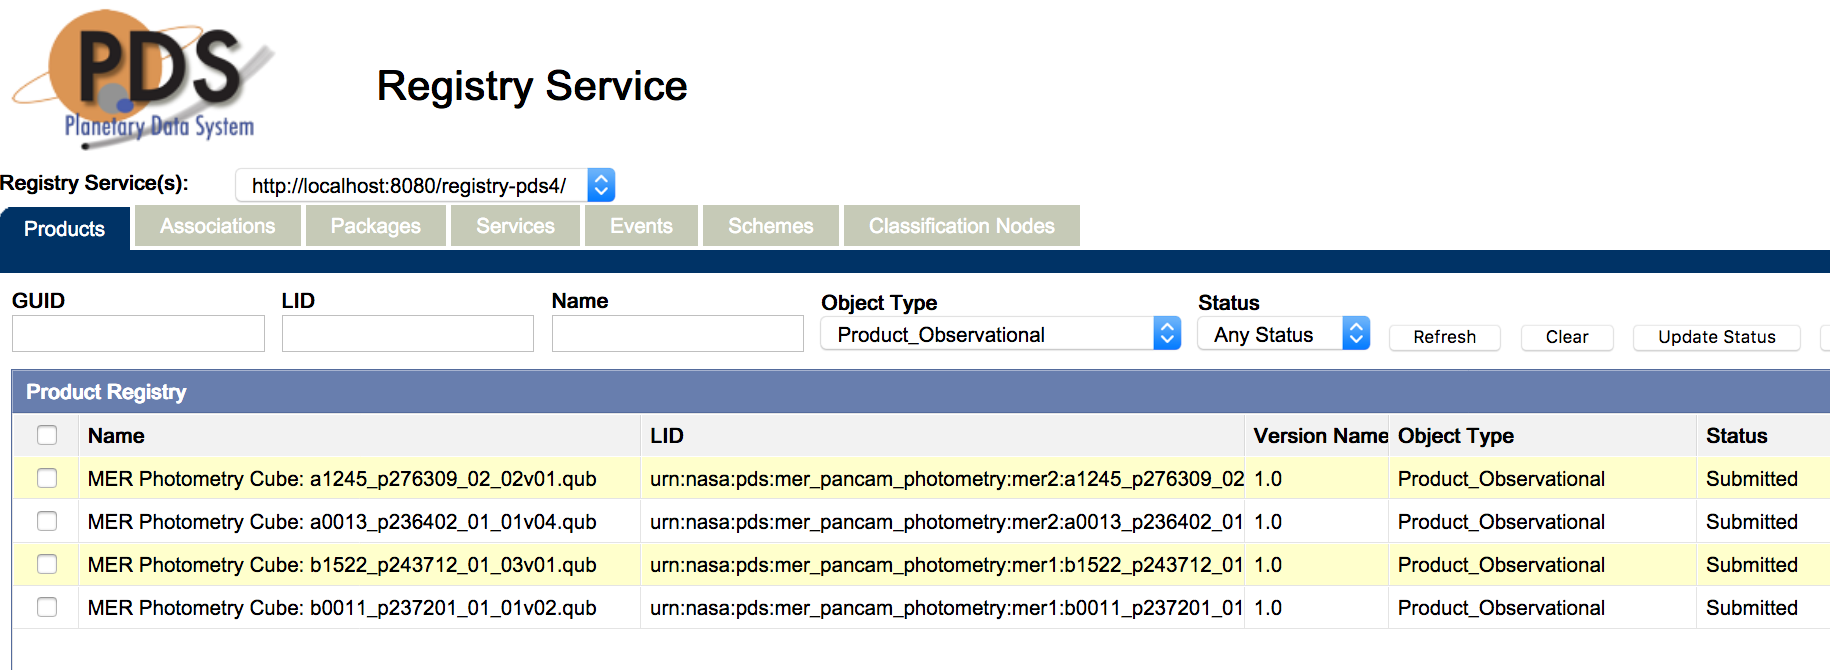 PDS
Planetary Data System
Registry Service
Registry Service(s): http://localhost:8080/registry-pds4/
Products Associations Packages Services Events Schemes Classification Nodes
GUID LID Name Object Type Status
Product_Observational Any Status Refresh Clear Update Status
Product Registry
Name LID Version Name Object Type Status
MER Photometry Cube: a1245_p276309_02_02v01.qub urn:nasa:pds:mer_pancam_photometry:mer2:a1245_p276309_02 1.0 Product_Observational Submitted
MER Photometry Cube: a0013_p236402_01_01v04.qub urn:nasa:pds:mer_pancam_photometry:mer2:a0013_p236402_01 1.0 Product_Observational Submitted
MER Photometry Cube: b1522_p243712_01_03v01.qub urn:nasa:pds:mer_pancam_photometry:mer1:b1522_p243712_01 1.0 Product_Observational Submitted
MER Photometry Cube: b0011_p237201_01_01v02.qub urn:nasa:pds:mer_pancam_photometry:mer1:b0011_p237201_01 1.0 Product_Observational Submitted